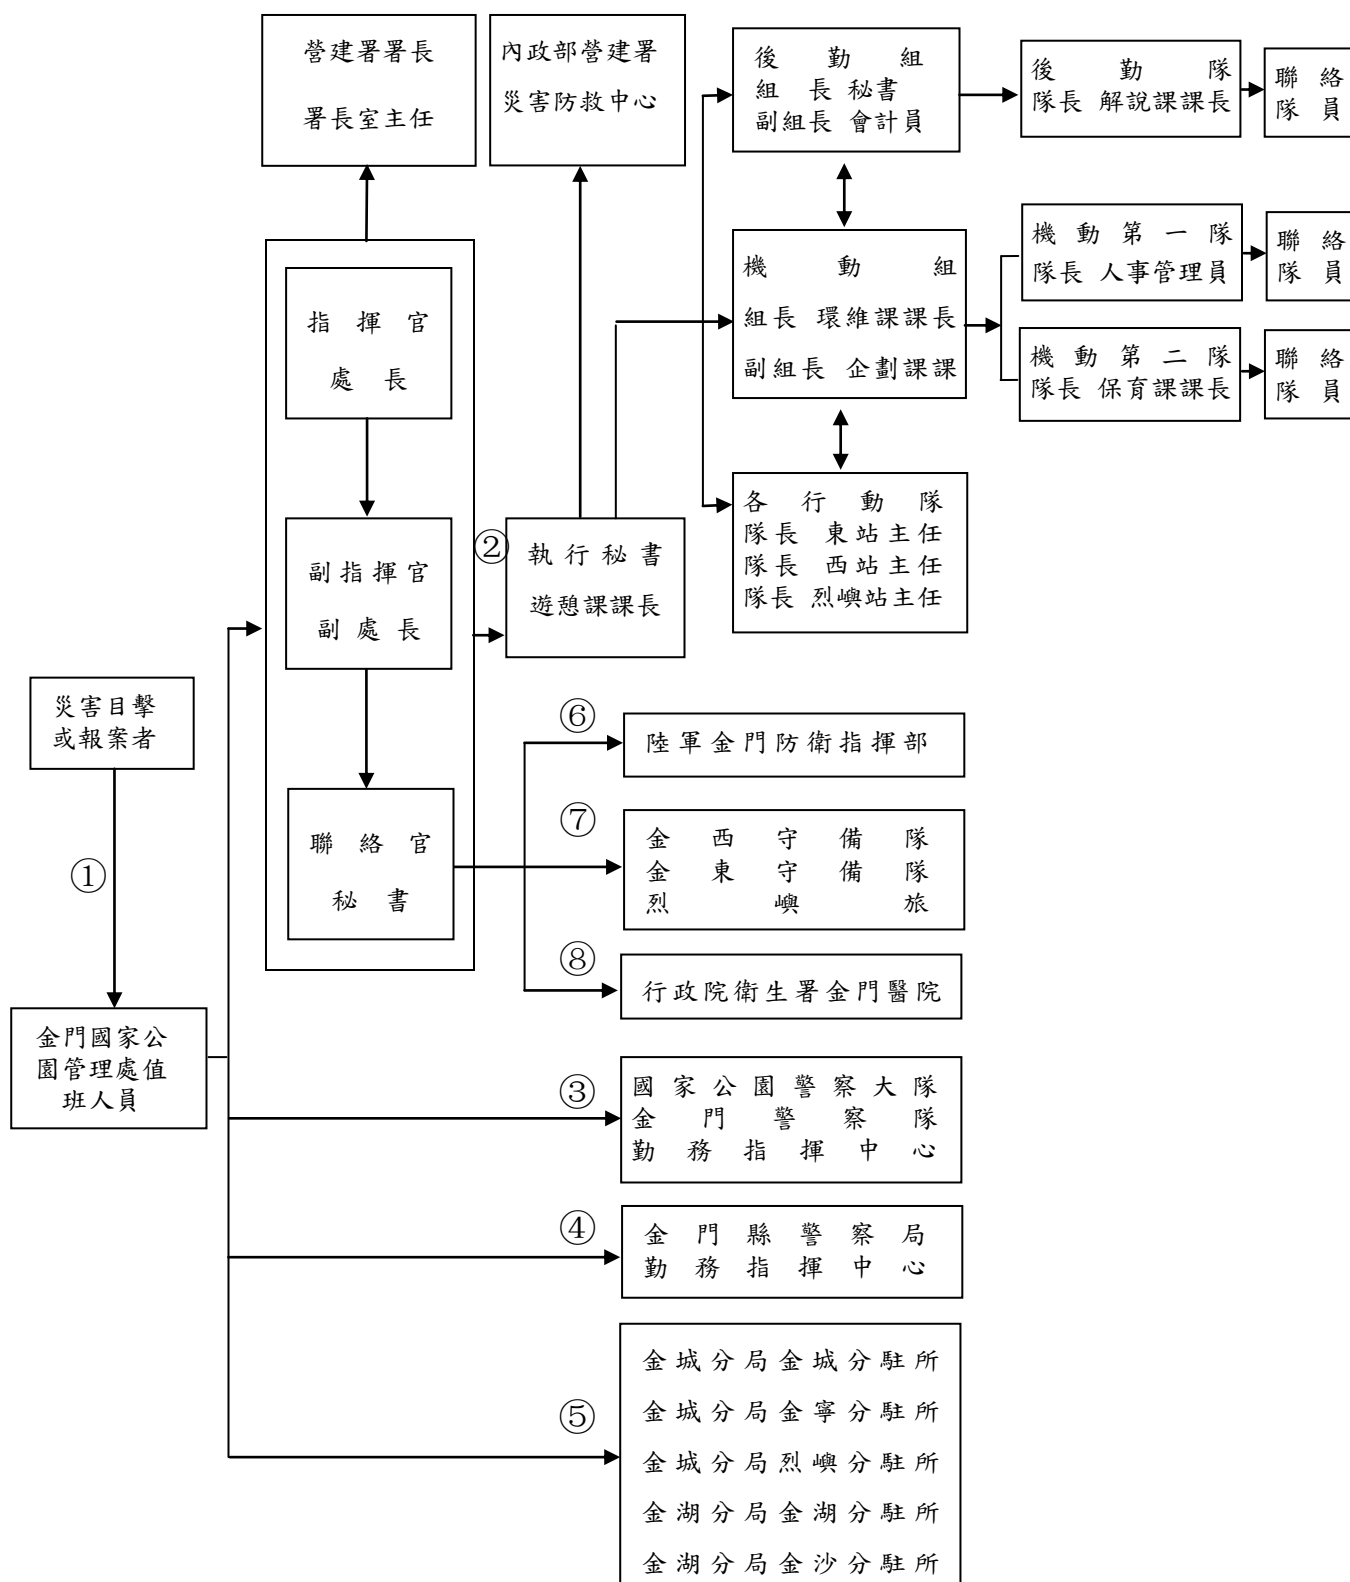 營建署署長
署長室主任
內政部營建署
災害防救中心
後勤組
組長 秘書
副組長 會計員
後勤隊
隊長 解說課課長
聯絡
隊員
機動組
組長 環維課課長
副組長 企劃課課
機動第一隊
隊長 人事管理員
聯絡
隊員
機動第二隊
隊長 保育課課長
聯絡
隊員
各行動隊
隊長 東站主任
隊長 西站主任
隊長 烈嶼站主任
指揮官
處長
副指揮官
副處長
聯絡官
秘書
②
執行秘書
遊憩課課長
災害目擊
或報案者
①
金門國家公
園管理處值
班人員
⑥
陸軍金門防衛指揮部
⑦
金西守備隊
金東守備隊
烈嶼旅
⑧
行政院衛生署金門醫院
③
國家公園警察大隊
金門警察隊
勤務指揮中心
④
金門縣警察局
勤務指揮中心
⑤
金城分局金城分駐所
金城分局金寧分駐所
金城分局烈嶼分駐所
金湖分局金湖分駐所
金湖分局金沙分駐所